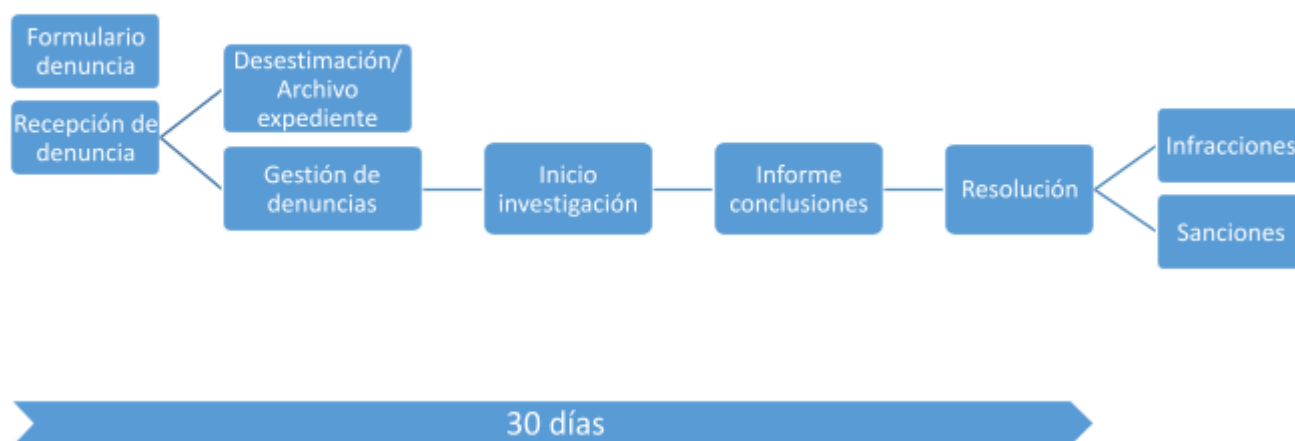 Formulario
denuncia
Recepción de
denuncia
Desestimación/
Archivo
expediente
Gestión de
denuncias
Inicio
investigación
Informe
conclusiones
Resolución
Infracciones
Sanciones
30 días